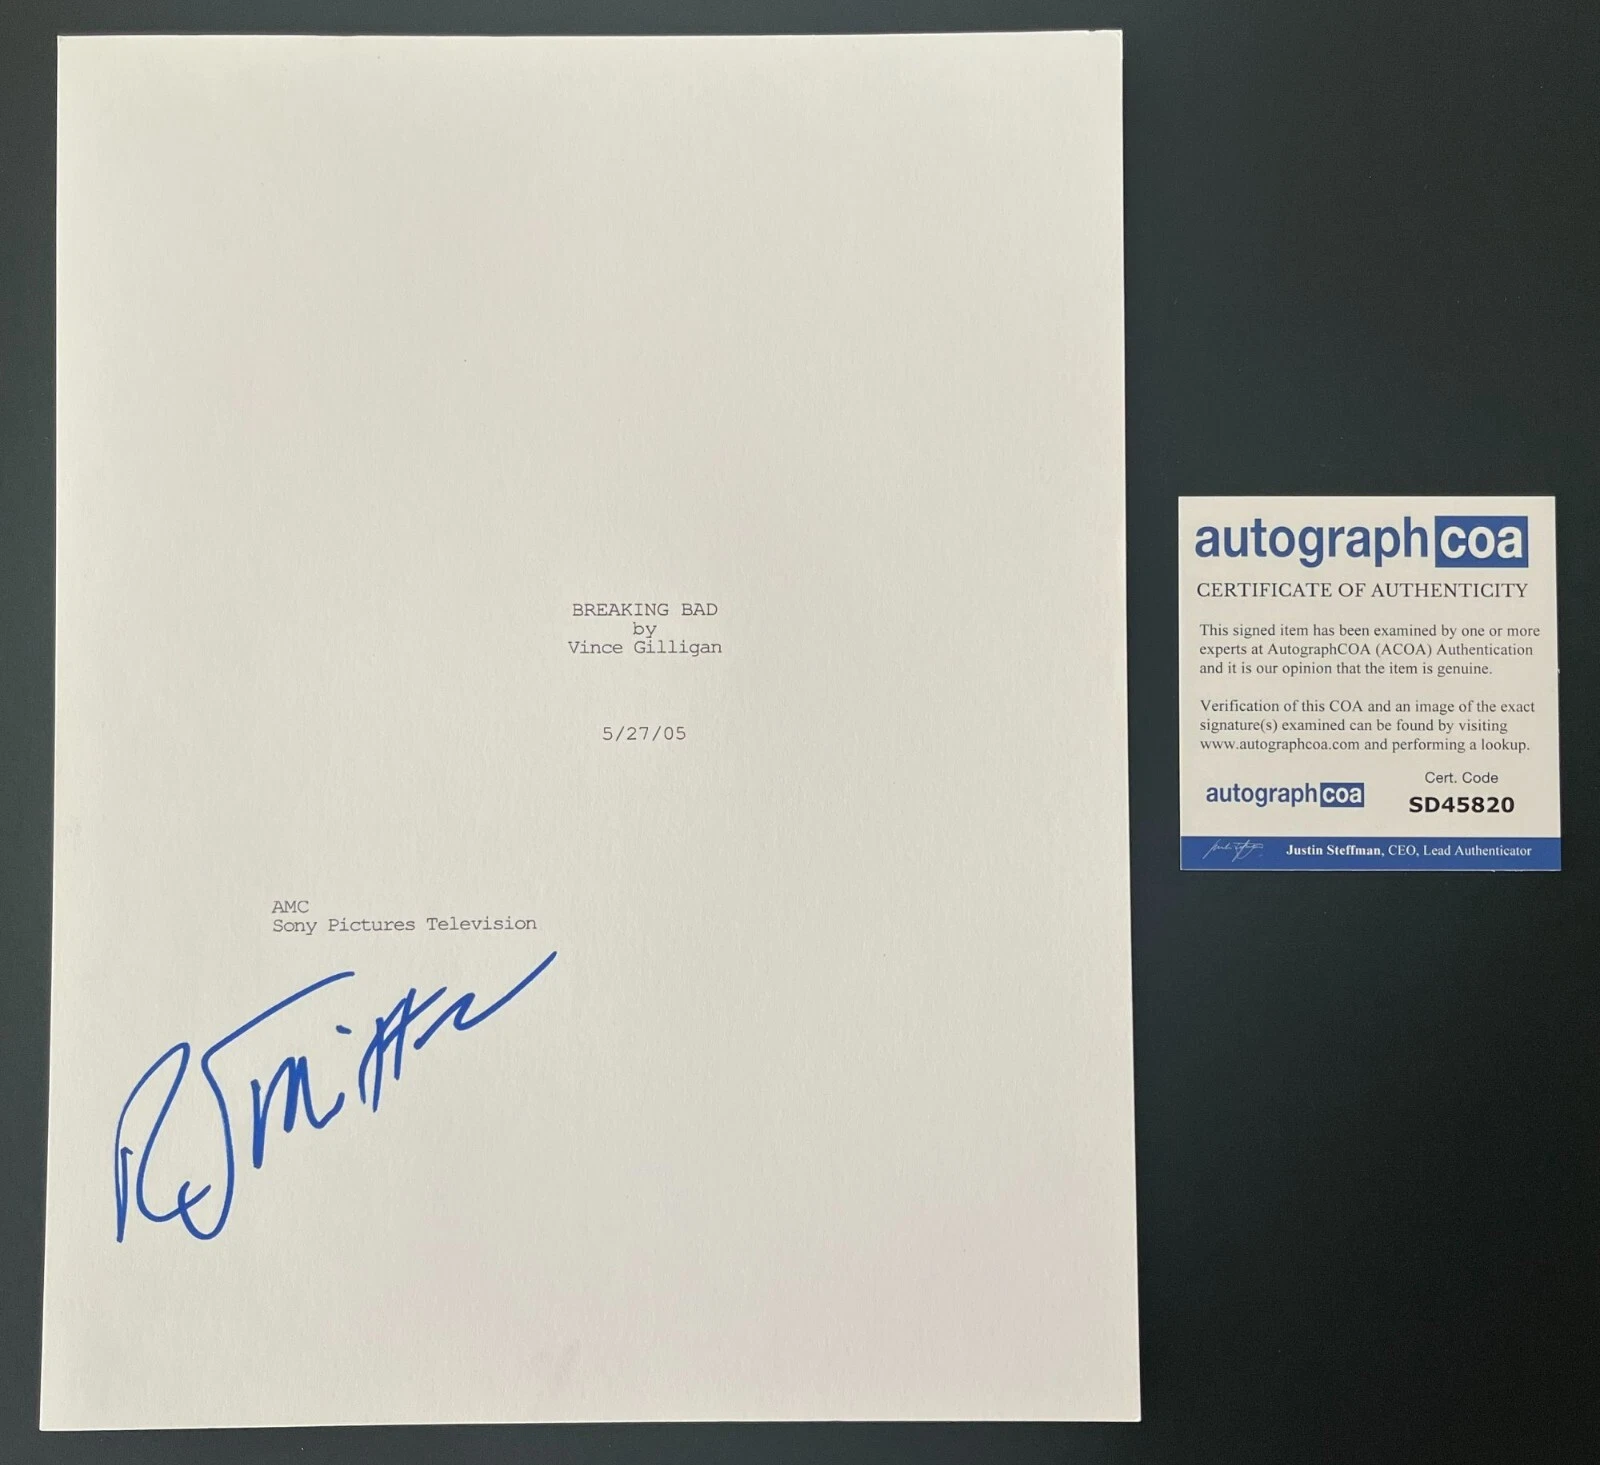 BREAKING BAD
by
Vince Gilligan
5/27/05
AMC
Sony Pictures Television
RJ Mitte
autographcoa
CERTIFICATE OF AUTHENTICITY
This signed item has been examined by one or more
experts at AutographCOA (ACOA) Authentication
and it is our opinion that the item is genuine.
Verification of this COA and an image of the exact
signature(s) examined can be found by visiting
www.autographcoa.com and performing a lookup.
Cert. Code
autographcoa SD45820
Justin Steffman, CEO, Lead Authenticator